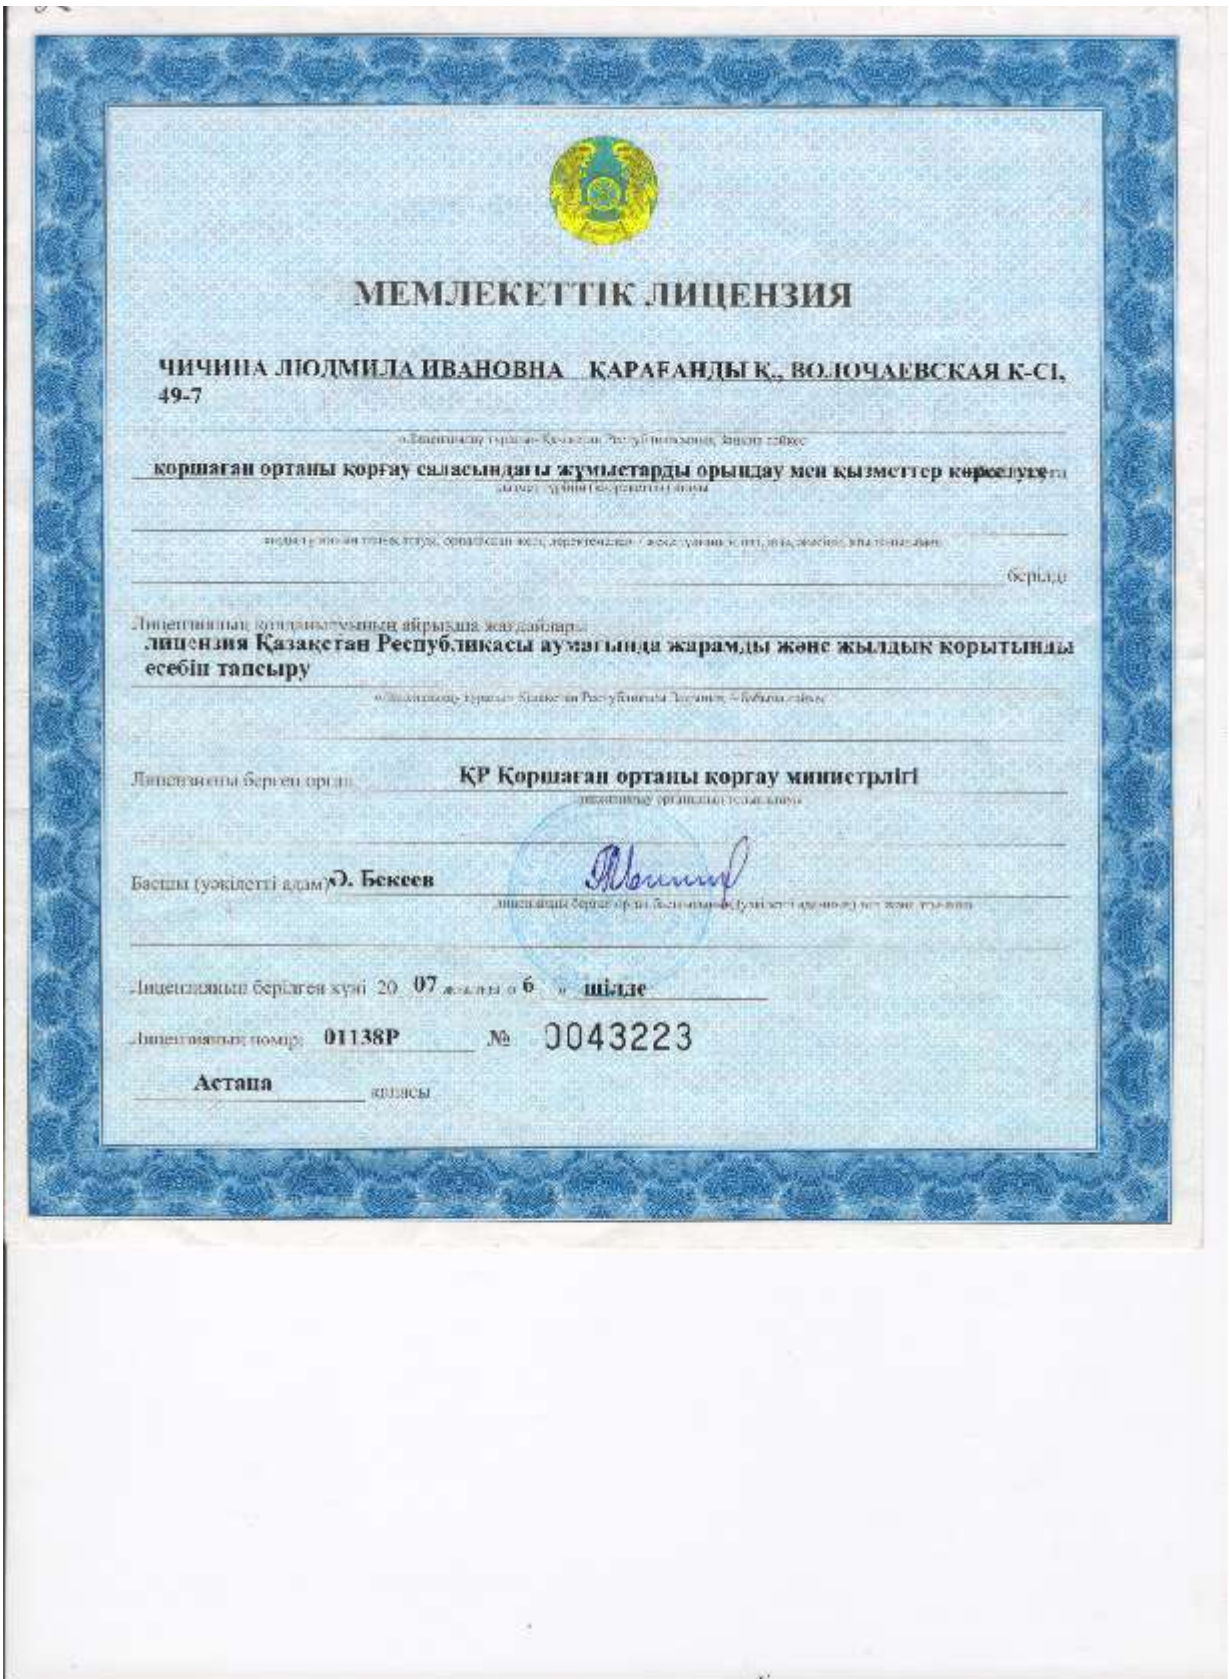 МЕМЛЕКЕТТІК ЛИЦЕНЗИЯ
ЧИЧИНА ЛЮДМИЛА ИВАНОВНА ҚАРАҒАНДЫ Қ., ВОЛОЧАЕВСКАЯ К-СІ,
49-7
қоршаған ортаны қорғау саласындағы жұмыстарды орындау мен қызметтер көрсетуге
берілді
Лицензияның қолданылуының айрықша жағдайлары
лицензия Қазақстан Республикасы аумағында жарамды және жылдық қорытынды
есебін тапсыру
Лицензияны берген орган ҚР Қоршаған ортаны қорғау министрлігі
Басшы (уәкілетті адам) Ә. Бекеев
Лицензияның берілген күні 20 07 жылғы « 6 » шілде
Лицензияның нөмірі 01138Р № 0043223
Астана қаласы